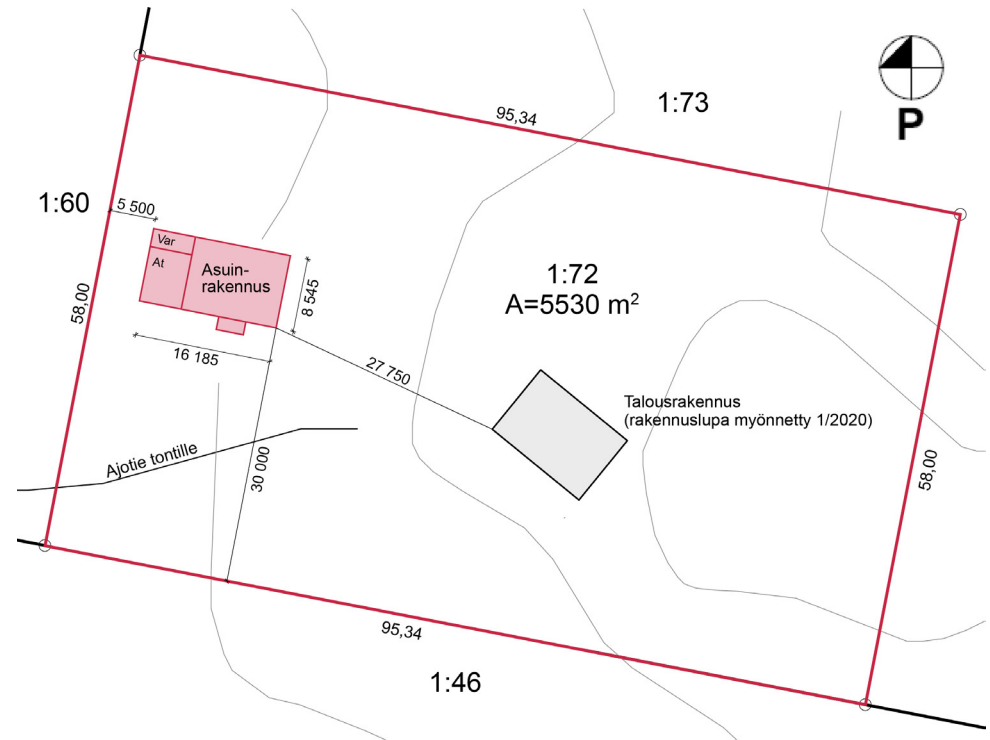 1:73
95,34
P
1:60
5 500
Var
At
Asuin-
rakennus
8 545
58,00
16 185
1:72
A=5530 m²
27 750
Talousrakennus
(rakennuslupa myönnetty 1/2020)
Ajotie tontille
30 000
58,00
95,34
1:46